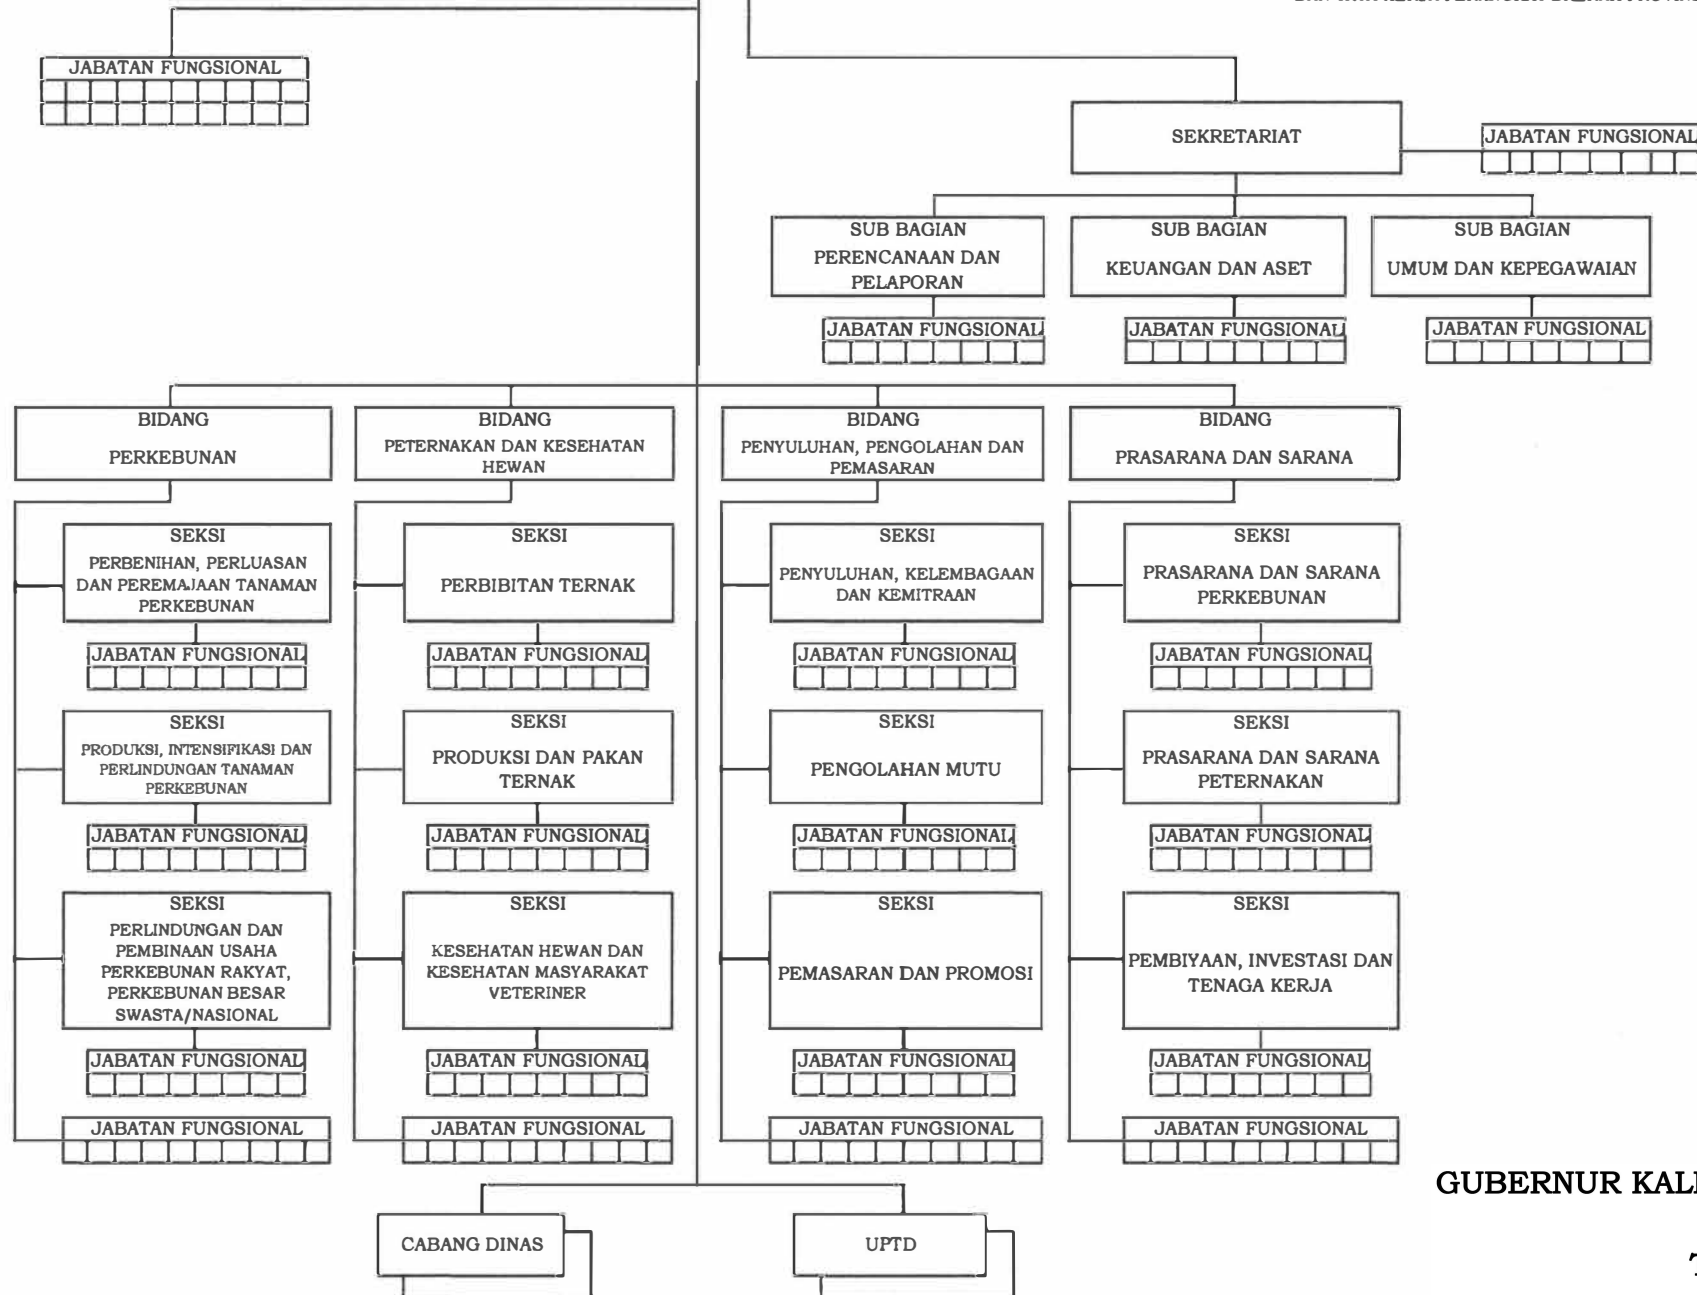 JABATAN FUNGSIONAL
SEKRETARIAT
JABATAN FUNGSIONAL
SUB BAGIAN
PERENCANAAN DAN
PELAPORAN
SUB BAGIAN
KEUANGAN DAN ASET
SUB BAGIAN
UMUM DAN KEPEGAWAIAN
JABATAN FUNGSIONAL
JABATAN FUNGSIONAL
JABATAN FUNGSIONAL
BIDANG
PERKEBUNAN
BIDANG
PETERNAKAN DAN KESEHATAN
HEWAN
BIDANG
PENYULUHAN, PENGOLAHAN DAN
PEMASARAN
BIDANG
PRASARANA DAN SARANA
SEKSI
PERBENIHAN, PERLUASAN
DAN PEREMAJAAN TANAMAN
PERKEBUNAN
SEKSI
PERBIBITAN TERNAK
SEKSI
PENYULUHAN, KELEMBAGAAN
DAN KEMITRAAN
SEKSI
PRASARANA DAN SARANA
PERKEBUNAN
JABATAN FUNGSIONAL
JABATAN FUNGSIONAL
JABATAN FUNGSIONAL
JABATAN FUNGSIONAL
SEKSI
PRODUKSI, INTENSIFIKASI DAN
PERLINDUNGAN TANAMAN
PERKEBUNAN
SEKSI
PRODUKSI DAN PAKAN
TERNAK
SEKSI
PENGOLAHAN MUTU
SEKSI
PRASARANA DAN SARANA
PETERNAKAN
JABATAN FUNGSIONAL
JABATAN FUNGSIONAL
JABATAN FUNGSIONAL
JABATAN FUNGSIONAL
SEKSI
PERLINDUNGAN DAN
PEMBINAAN USAHA
PERKEBUNAN RAKYAT,
PERKEBUNAN BESAR
SWASTA/NASIONAL
SEKSI
KESEHATAN HEWAN DAN
KESEHATAN MASYARAKAT
VETERINER
SEKSI
PEMASARAN DAN PROMOSI
SEKSI
PEMBIYAAN, INVESTASI DAN
TENAGA KERJA
JABATAN FUNGSIONAL
JABATAN FUNGSIONAL
JABATAN FUNGSIONAL
JABATAN FUNGSIONAL
JABATAN FUNGSIONAL
JABATAN FUNGSIONAL
JABATAN FUNGSIONAL
JABATAN FUNGSIONAL
GUBERNUR
CABANG DINAS
UPTD